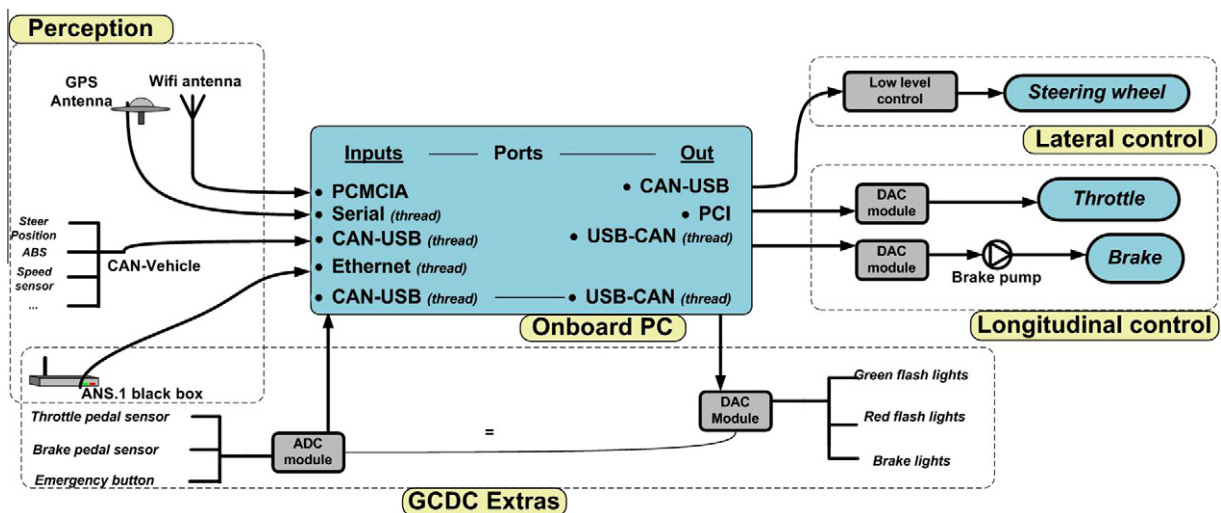 Perception
GPS
Antenna
Wifi antenna
Steer
Position
ABS
Speed
sensor
...
CAN-Vehicle
ANS.1 black box
Inputs
Ports
Out
• PCMCIA
• Serial (thread)
• CAN-USB (thread)
• Ethernet (thread)
• CAN-USB (thread)
• CAN-USB
• PCI
• USB-CAN (thread)
• USB-CAN (thread)
Onboard PC
Low level
control
Steering wheel
Lateral control
DAC
module
Throttle
DAC
module
Brake pump
Brake
Longitudinal control
Throttle pedal sensor
Brake pedal sensor
Emergency button
ADC
module
=
DAC
Module
Green flash lights
Red flash lights
Brake lights
GCDC Extras